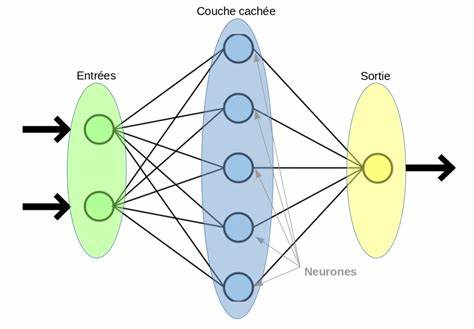 Couche cachée
Entrées
Sortie
Neurones